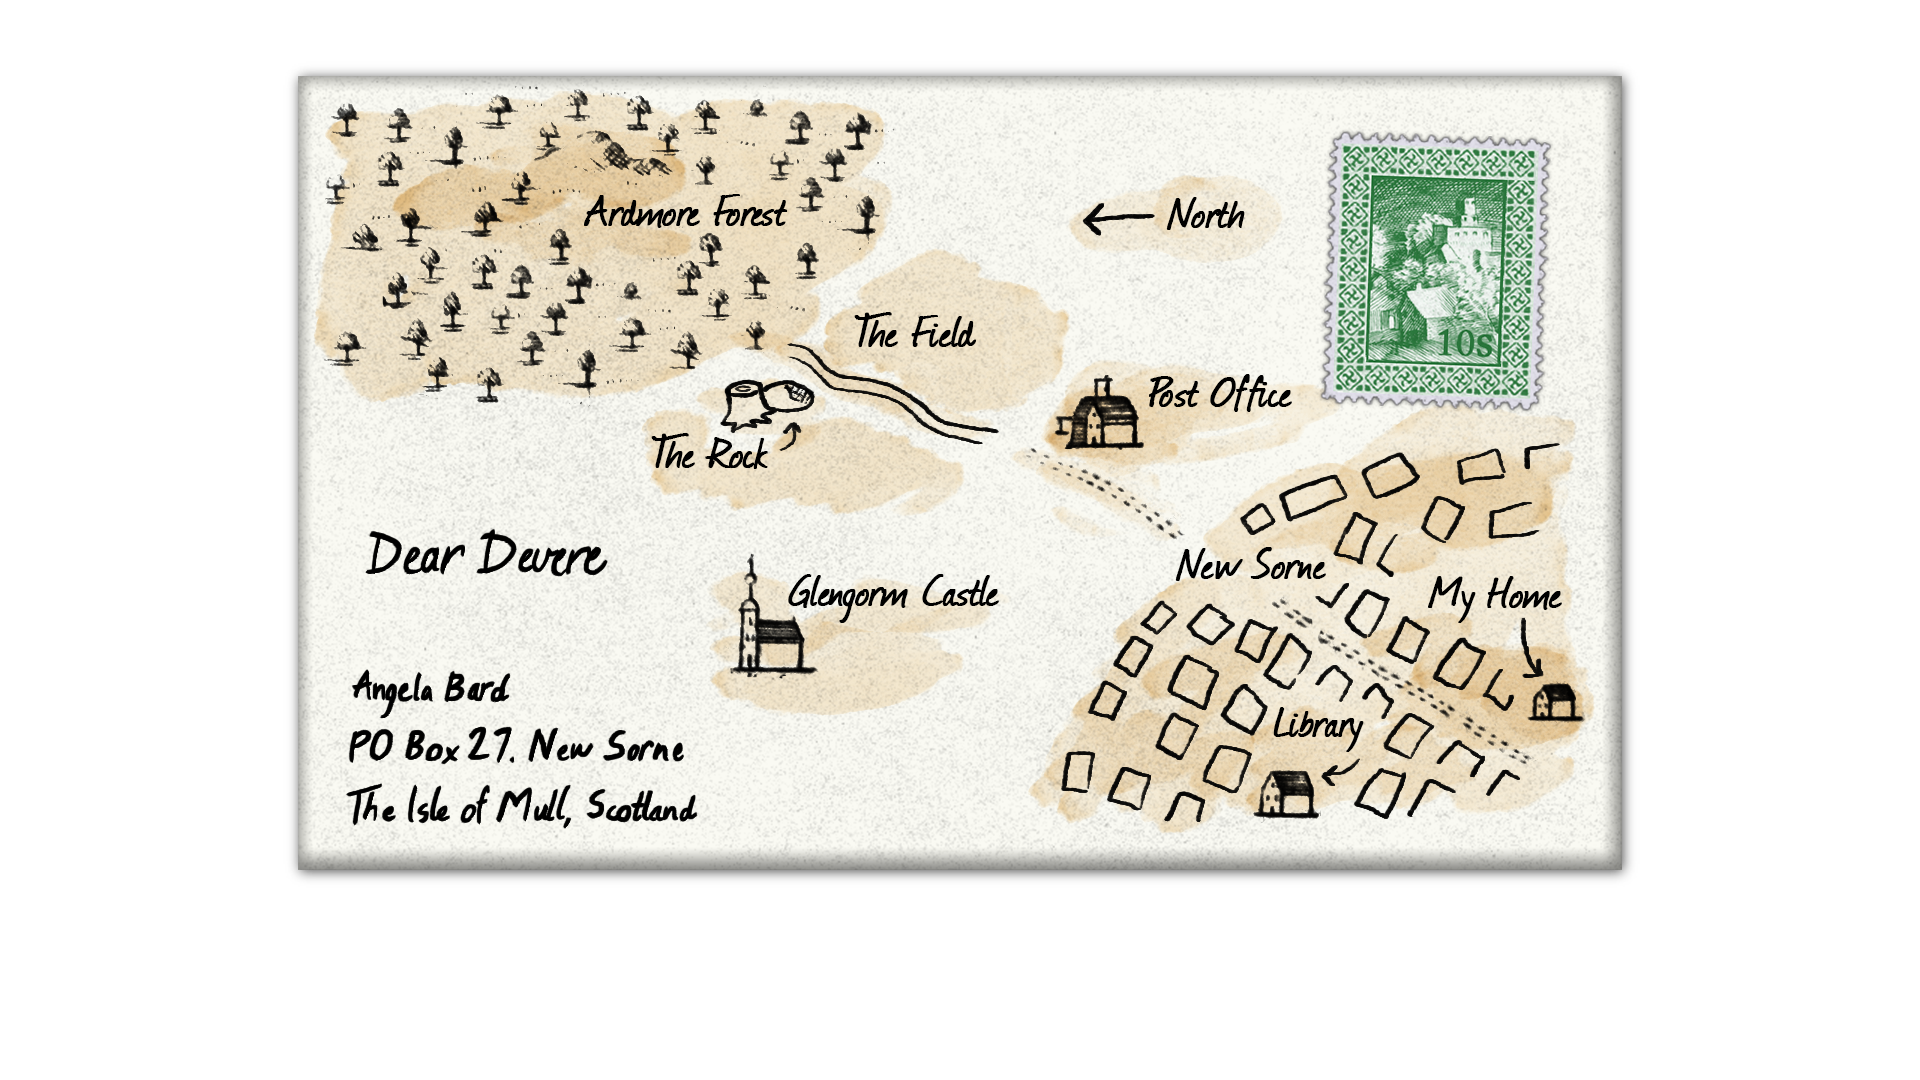 Ardmore Forest
North
The Field
10s
Post Office
The Rock
Dear Devere
New Sorne
Glengorm Castle
My Home
Angela Bard
Library
PO Box 27. New Sorne
The Isle of Mull, Scotland